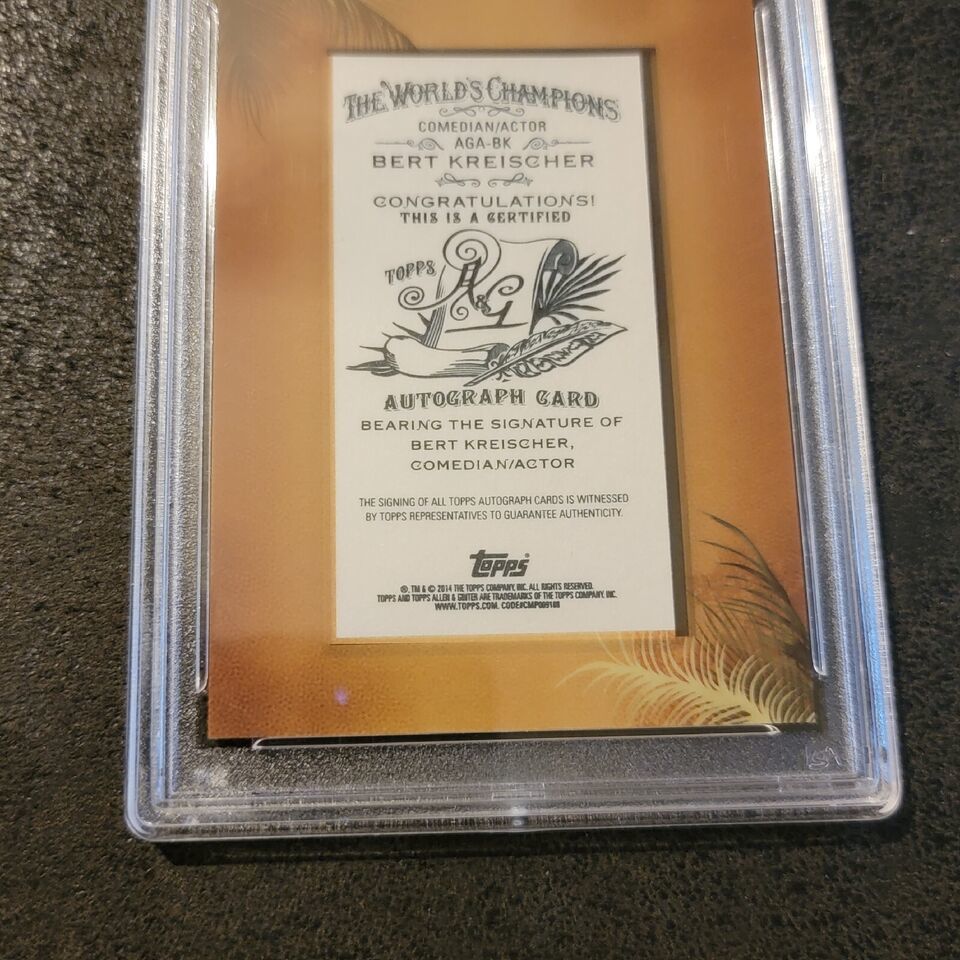 THE WORLD'S CHAMPIONS
COMEDIAN/ACTOR
AGA-BK
BERT KREISCHER
CONGRATULATIONS!
THIS IS A CERTIFIED
TOPPS A&G
AUTOGRAPH CARD
BEARING THE SIGNATURE OF
BERT KREISCHER,
COMEDIAN/ACTOR
THE SIGNING OF ALL TOPPS AUTOGRAPH CARDS IS WITNESSED
BY TOPPS REPRESENTATIVES TO GUARANTEE AUTHENTICITY.
topps
®, TM & © 2014 THE TOPPS COMPANY, INC. ALL RIGHTS RESERVED.
TOPPS AND TOPPS ALLEN & GINTER ARE TRADEMARKS OF THE TOPPS COMPANY, INC.
WWW.TOPPS.COM.